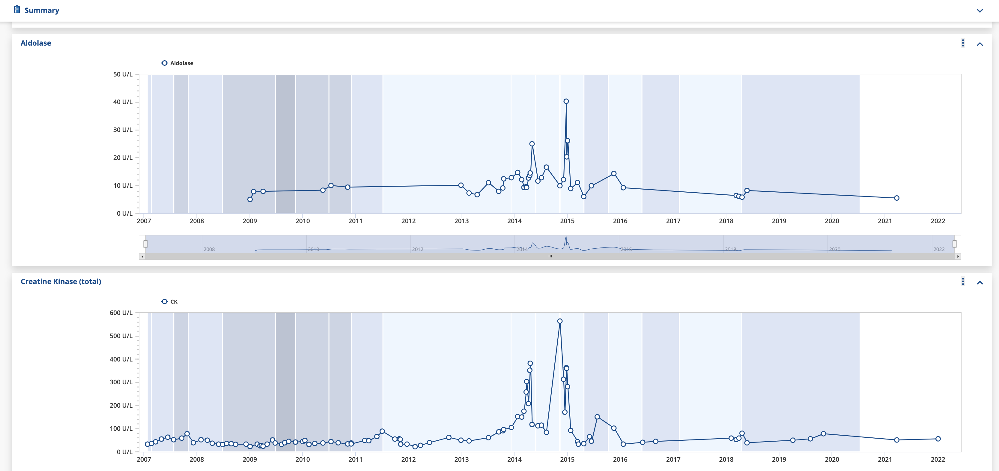 Summary
Aldolase
Aldolase
50 U/L
40 U/L
30 U/L
20 U/L
10 U/L
0 U/L
2007 2008 2009 2010 2011 2012 2013 2014 2015 2016 2017 2018 2019 2020 2021 2022
2008 2010 2012 2014 2016 2018 2020 2022
Creatine Kinase (total)
CK
600 U/L
500 U/L
400 U/L
300 U/L
200 U/L
100 U/L
0 U/L
2007 2008 2009 2010 2011 2012 2013 2014 2015 2016 2017 2018 2019 2020 2021 2022